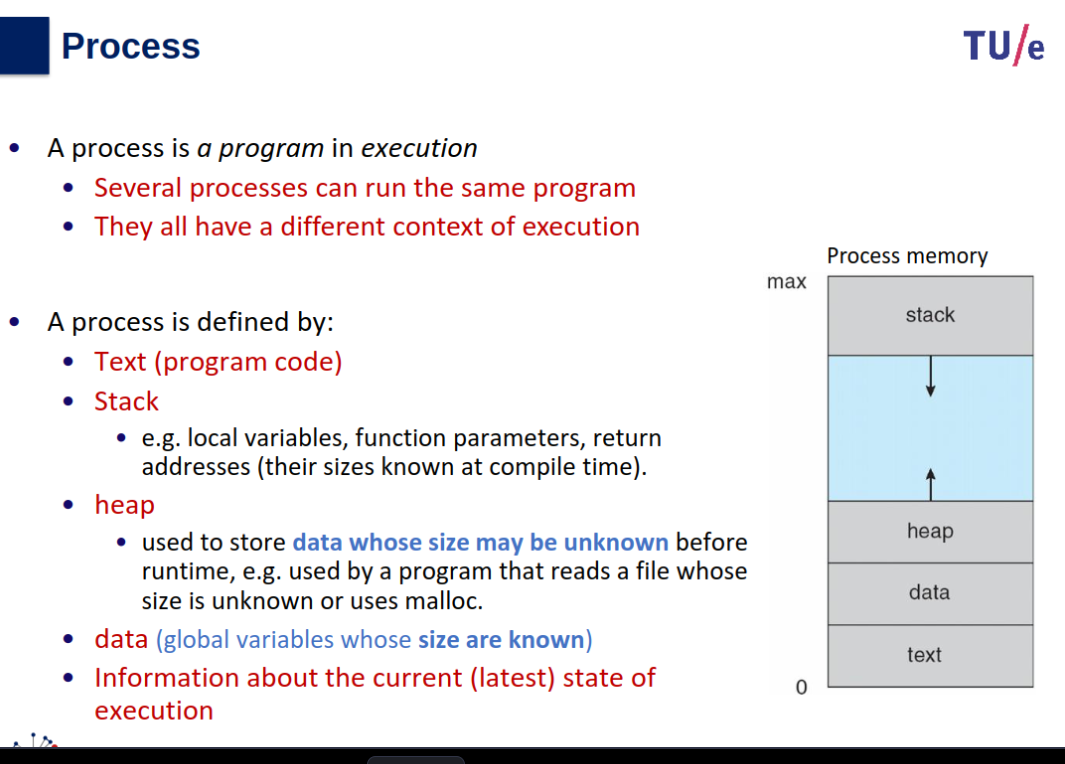 Process
TU/e
• A process is a program in execution
• Several processes can run the same program
• They all have a different context of execution
• A process is defined by:
• Text (program code)
• Stack
• e.g. local variables, function parameters, return
addresses (their sizes known at compile time).
• heap
• used to store data whose size may be unknown before
runtime, e.g. used by a program that reads a file whose
size is unknown or uses malloc.
• data (global variables whose size are known)
• Information about the current (latest) state of
execution
Process memory
max
stack
heap
data
text
0